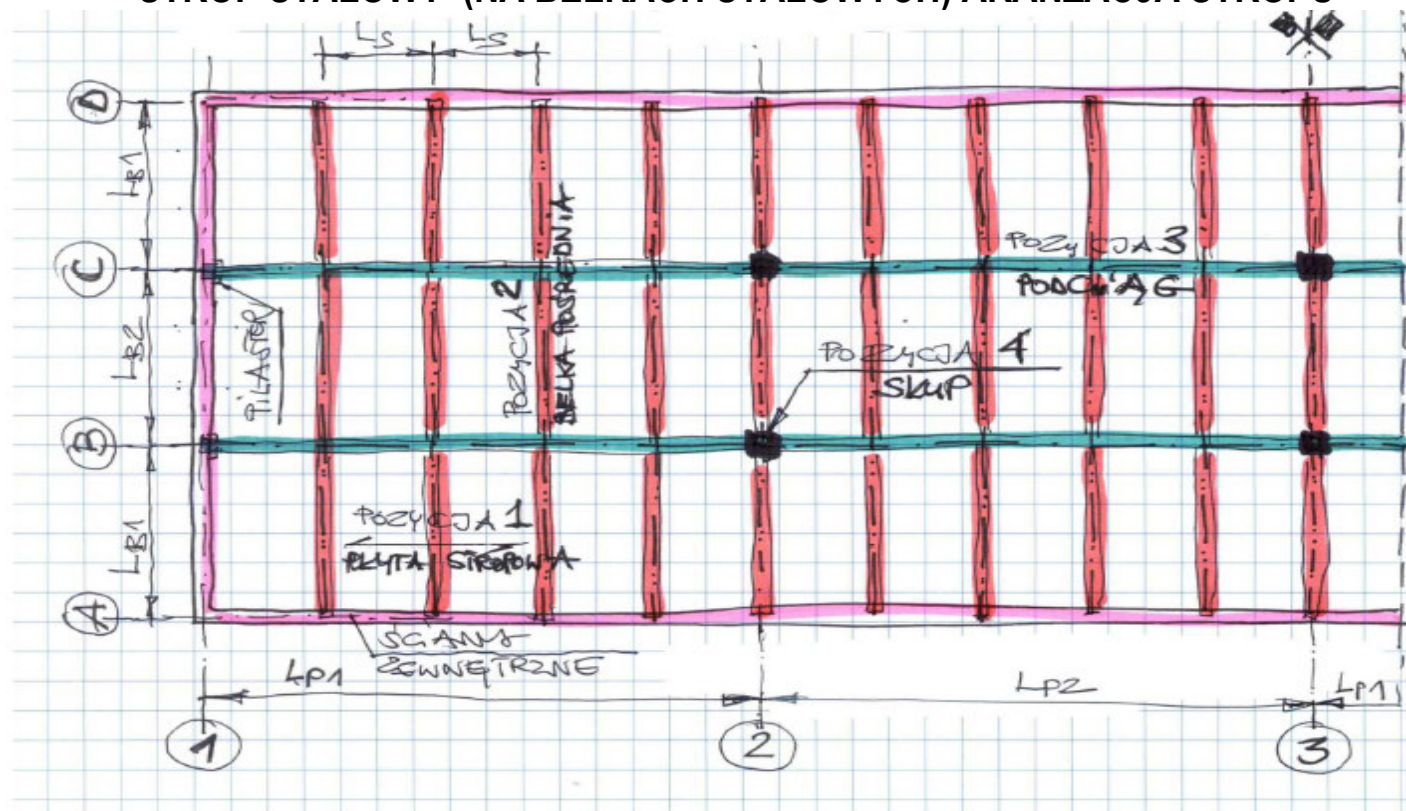 STROP STALOWY (NA BELKACH STALOWYCH) ARANŻACJA STROPU
LS
LS
D
LB1
C
POZYCJA 3
PODCIĄG
LB2
PILASTER
POZYCJA 2
BELKA POŚREDNIA
POZYCJA 4
SŁUP
B
LB1
POZYCJA 1
PŁYTA STROPOWA
A
ŚCIANY
ZEWNĘTRZNE
LP1
LP2
LP1
1
2
3